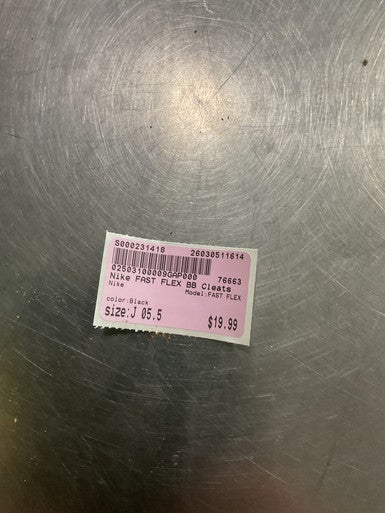 S000231418 26030511614
02503100009GAP000 76663
Nike FAST FLEX BB Cleats
Nike Model:FAST FLEX
color:Black
size:J 05.5 $19.99